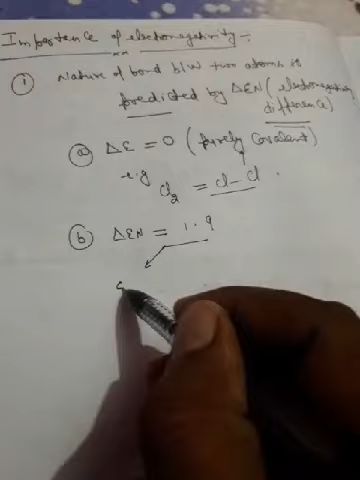 Importence of electronegativity :-
① Nature of bond b/w two atoms is
predicted by ΔEN (electronegativity
difference)
ⓐ ΔE = 0 (purely covalent)
e.g
Cl₂ = Cl-Cl .
ⓑ ΔEN = 1.9